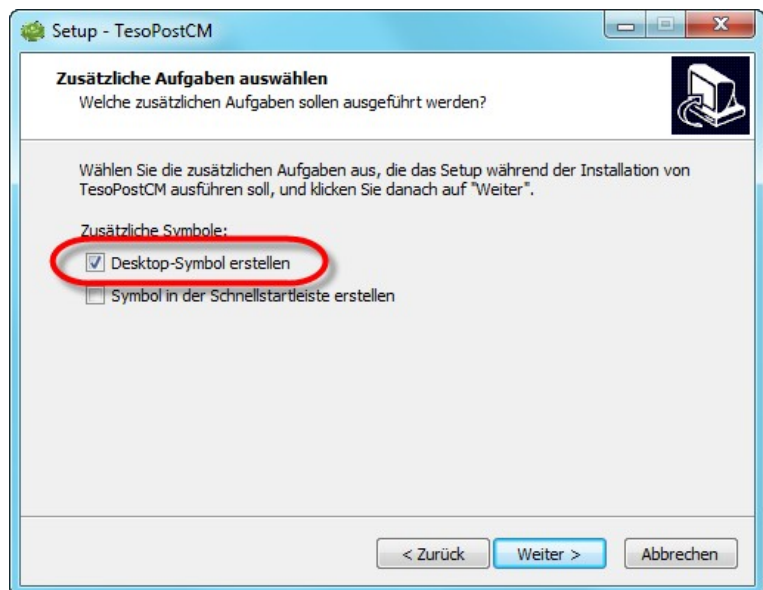 Setup - TesoPostCM
Zusätzliche Aufgaben auswählen
Welche zusätzlichen Aufgaben sollen ausgeführt werden?
Wählen Sie die zusätzlichen Aufgaben aus, die das Setup während der Installation von
TesoPostCM ausführen soll, und klicken Sie danach auf "Weiter".
Zusätzliche Symbole:
Desktop-Symbol erstellen
Symbol in der Schnellstartleiste erstellen
< Zurück Weiter > Abbrechen